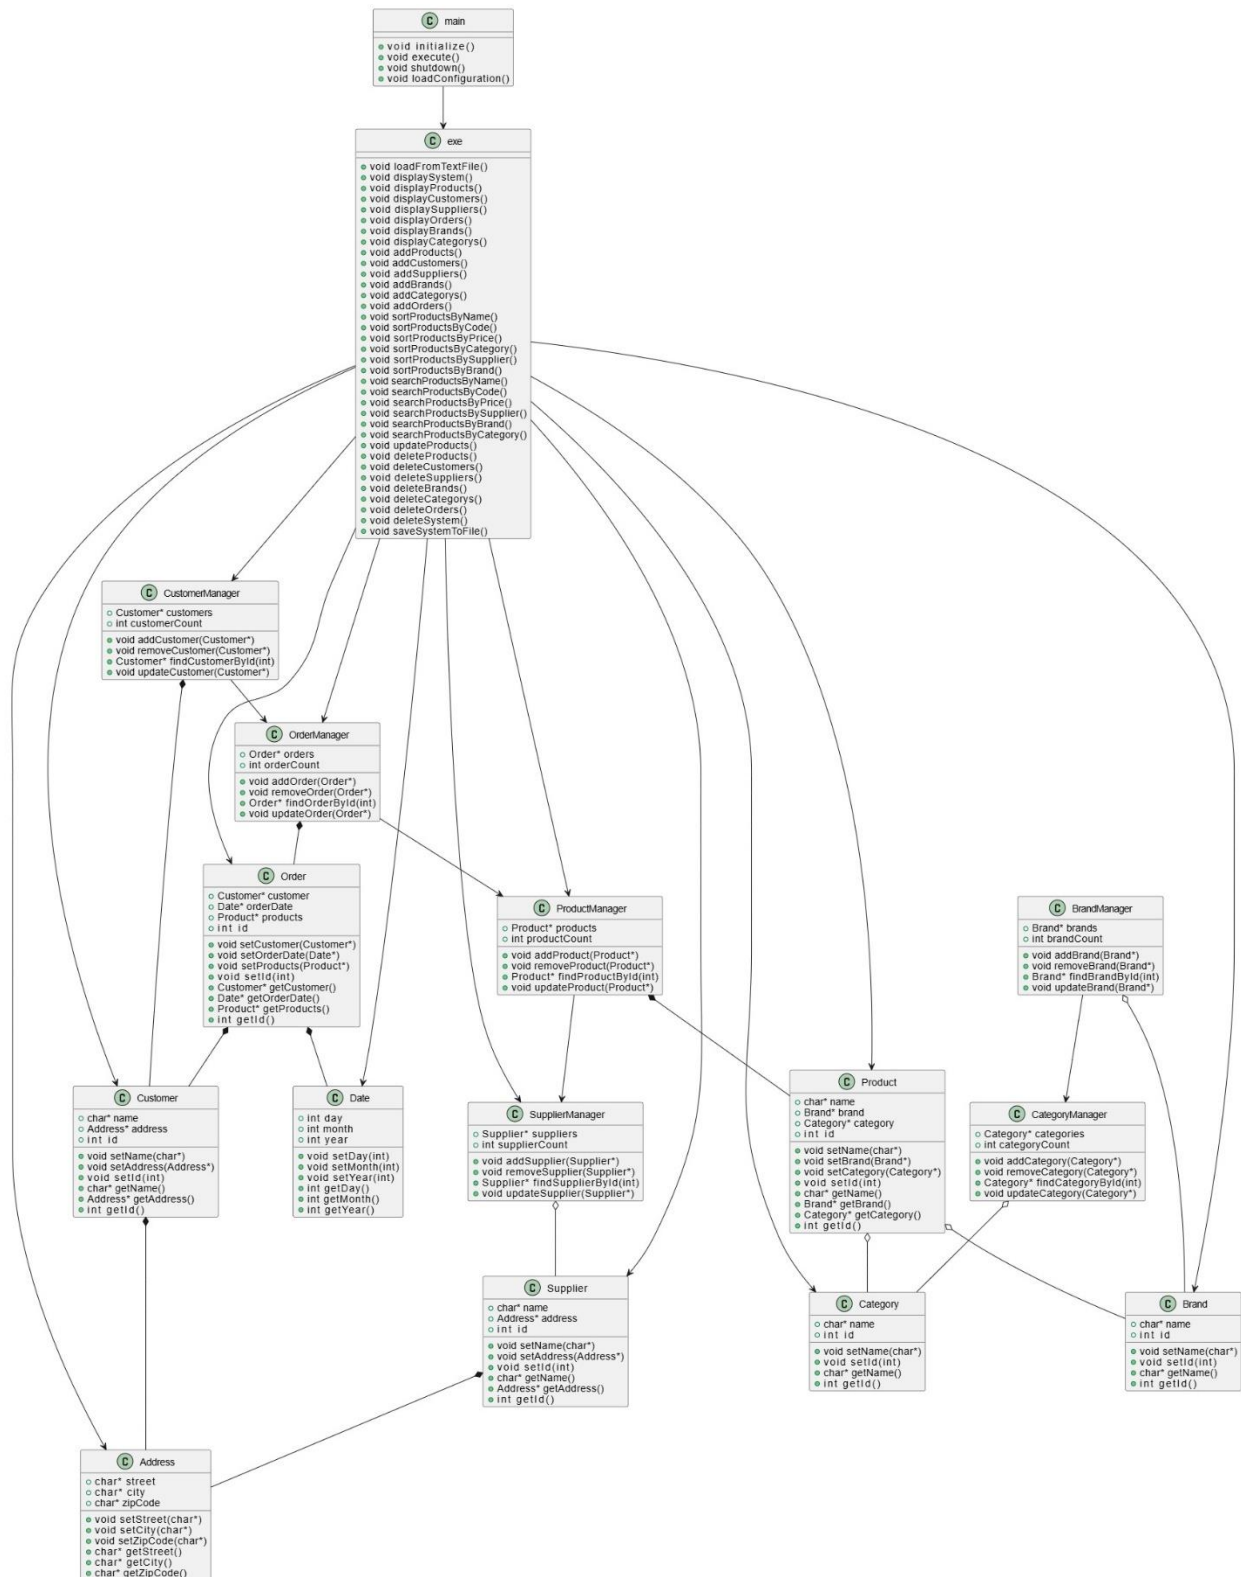 C main
void initialize()
void execute()
void shutdown()
void loadConfiguration()
C exe
void loadFromTextFile()
void displaySystem()
void displayProducts()
void displayCustomers()
void displaySuppliers()
void displayOrders()
void displayBrands()
void displayCategorys()
void addProducts()
void addCustomers()
void addSuppliers()
void addBrands()
void addCategorys()
void addOrders()
void sortProductsByName()
void sortProductsByCode()
void sortProductsByPrice()
void sortProductsByCategory()
void sortProductsBySupplier()
void sortProductsByBrand()
void searchProductsByName()
void searchProductsByCode()
void searchProductsByPrice()
void searchProductsBySupplier()
void searchProductsByBrand()
void searchProductsByCategory()
void updateProducts()
void deleteProducts()
void deleteCustomers()
void deleteSuppliers()
void deleteBrands()
void deleteCategorys()
void deleteOrders()
void deleteSystem()
void saveSystemToFile()
C CustomerManager
Customer* customers
int customerCount
void addCustomer(Customer*)
void removeCustomer(Customer*)
Customer* findCustomerById(int)
void updateCustomer(Customer*)
C OrderManager
Order* orders
int orderCount
void addOrder(Order*)
void removeOrder(Order*)
Order* findOrderById(int)
void updateOrder(Order*)
C Order
Customer* customer
Date* orderDate
Product* products
int id
void setCustomer(Customer*)
void setOrderDate(Date*)
void setProducts(Product*)
void setId(int)
Customer* getCustomer()
Date* getOrderDate()
Product* getProducts()
int getId()
C ProductManager
Product* products
int productCount
void addProduct(Product*)
void removeProduct(Product*)
Product* findProductById(int)
void updateProduct(Product*)
C BrandManager
Brand* brands
int brandCount
void addBrand(Brand*)
void removeBrand(Brand*)
Brand* findBrandById(int)
void updateBrand(Brand*)
C Customer
char* name
Address* address
int id
void setName(char*)
void setAddress(Address*)
void setId(int)
char* getName()
Address* getAddress()
int getId()
C Date
int day
int month
int year
void setDay(int)
void setMonth(int)
void setYear(int)
int getDay()
int getMonth()
int getYear()
C SupplierManager
Supplier* suppliers
int supplierCount
void addSupplier(Supplier*)
void removeSupplier(Supplier*)
Supplier* findSupplierById(int)
void updateSupplier(Supplier*)
C Product
char* name
Brand* brand
Category* category
int id
void setName(char*)
void setBrand(Brand*)
void setCategory(Category*)
void setId(int)
char* getName()
Brand* getBrand()
Category* getCategory()
int getId()
C CategoryManager
Category* categories
int categoryCount
void addCategory(Category*)
void removeCategory(Category*)
Category* findCategoryById(int)
void updateCategory(Category*)
C Supplier
char* name
Address* address
int id
void setName(char*)
void setAddress(Address*)
void setId(int)
char* getName()
Address* getAddress()
int getId()
C Category
char* name
int id
void setName(char*)
void setId(int)
char* getName()
int getId()
C Brand
char* name
int id
void setName(char*)
void setId(int)
char* getName()
int getId()
C Address
char* street
char* city
char* zipCode
void setStreet(char*)
void setCity(char*)
void setZipCode(char*)
char* getStreet()
char* getCity()
char* getZipCode()